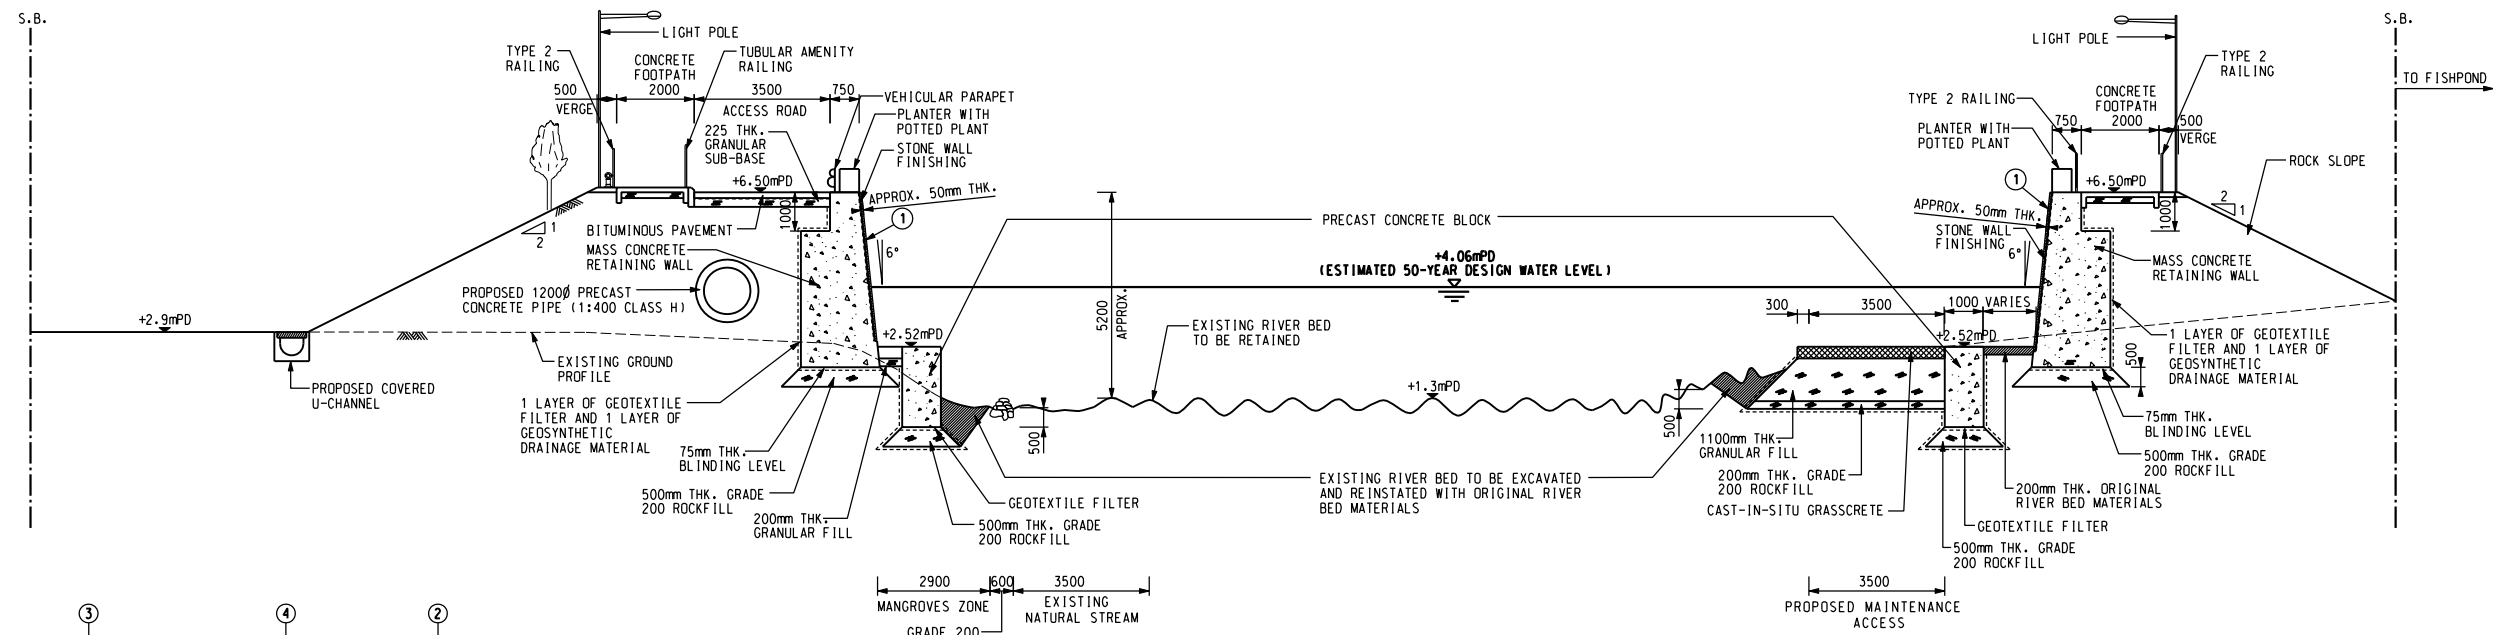 S.B.
LIGHT POLE
TYPE 2
RAILING
CONCRETE
FOOTPATH
TUBULAR AMENITY
RAILING
500
VERGE
2000
3500
ACCESS ROAD
750
VEHICULAR PARAPET
PLANTER WITH
POTTED PLANT
225 THK.
GRANULAR
SUB-BASE
STONE WALL
FINISHING
+6.50mPD
APPROX. 50mm THK.
1
1000
6°
1
2
BITUMINOUS PAVEMENT
MASS CONCRETE
RETAINING WALL
PROPOSED 1200Ø PRECAST
CONCRETE PIPE (1:400 CLASS H)
+2.9mPD
EXISTING GROUND
PROFILE
PROPOSED COVERED
U-CHANNEL
1 LAYER OF GEOTEXTILE
FILTER AND 1 LAYER OF
GEOSYNTHETIC
DRAINAGE MATERIAL
75mm THK.
BLINDING LEVEL
500mm THK. GRADE
200 ROCKFILL
200mm THK.
GRANULAR FILL
+2.52mPD
500
GEOTEXTILE FILTER
500mm THK. GRADE
200 ROCKFILL
5200
APPROX.
PRECAST CONCRETE BLOCK
+4.06mPD
(ESTIMATED 50-YEAR DESIGN WATER LEVEL)
EXISTING RIVER BED
TO BE RETAINED
+1.3mPD
EXISTING RIVER BED TO BE EXCAVATED
AND REINSTATED WITH ORIGINAL RIVER
BED MATERIALS
2900
MANGROVES ZONE
600
3500
EXISTING
NATURAL STREAM
GRADE 200
S.B.
TO FISHPOND
LIGHT POLE
TYPE 2
RAILING
TYPE 2 RAILING
CONCRETE
FOOTPATH
750
2000
500
VERGE
PLANTER WITH
POTTED PLANT
ROCK SLOPE
1
+6.50mPD
2
1
1000
APPROX. 50mm THK.
STONE WALL
FINISHING
6°
MASS CONCRETE
RETAINING WALL
300
3500
1000
VARIES
+2.52mPD
1 LAYER OF GEOTEXTILE
FILTER AND 1 LAYER OF
GEOSYNTHETIC
DRAINAGE MATERIAL
500
500
1100mm THK.
GRANULAR FILL
200mm THK. GRADE
200 ROCKFILL
CAST-IN-SITU GRASSCRETE
75mm THK.
BLINDING LEVEL
500mm THK. GRADE
200 ROCKFILL
200mm THK. ORIGINAL
RIVER BED MATERIALS
GEOTEXTILE FILTER
500mm THK. GRADE
200 ROCKFILL
3500
PROPOSED MAINTENANCE
ACCESS
3
4
2